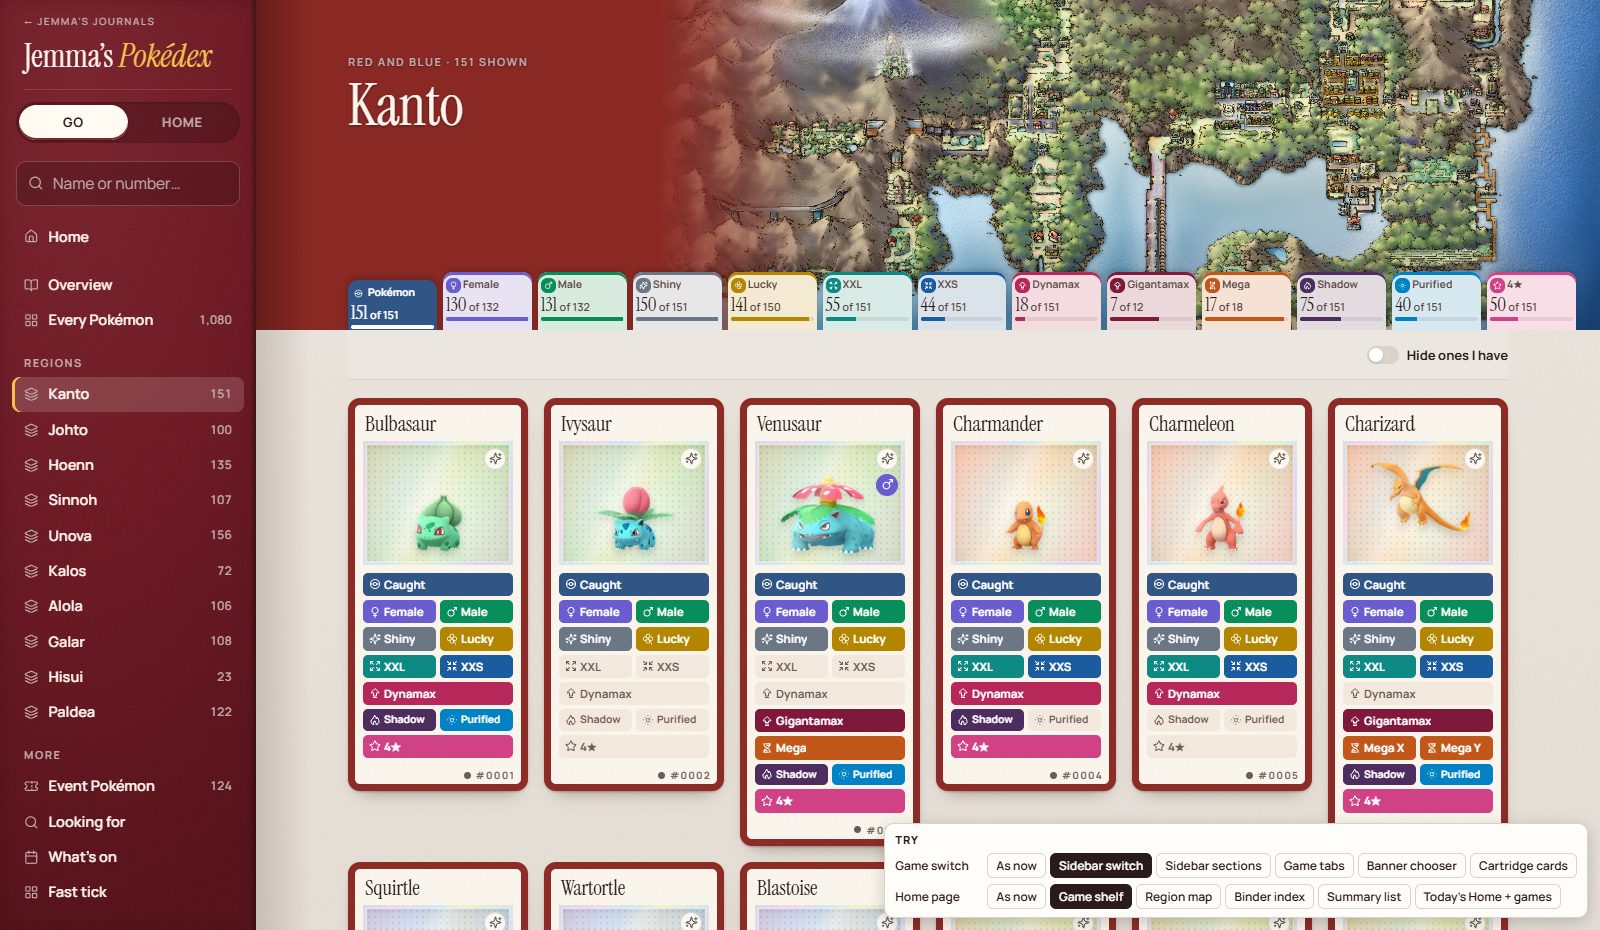 ← JEMMA'S JOURNALS
Jemma's Pokédex
GO HOME
Name or number...
Home
Overview
Every Pokémon 1,080
REGIONS
Kanto 151
Johto 100
Hoenn 135
Sinnoh 107
Unova 156
Kalos 72
Alola 106
Galar 108
Hisui 23
Paldea 122
MORE
Event Pokémon 124
Looking for
What's on
Fast tick
RED AND BLUE · 151 SHOWN
Kanto
Pokémon
151 of 151
Female
130 of 132
Male
131 of 132
Shiny
150 of 151
Lucky
141 of 150
XXL
55 of 151
XXS
44 of 151
Dynamax
18 of 151
Gigantamax
7 of 12
Mega
17 of 18
Shadow
75 of 151
Purified
40 of 151
4★
50 of 151
Hide ones I have
Bulbasaur
Caught
Female Male
Shiny Lucky
XXL XXS
Dynamax
Shadow Purified
4★
#0001
Ivysaur
Caught
Female Male
Shiny Lucky
XXL XXS
Dynamax
Shadow Purified
4★
#0002
Venusaur
Caught
Female Male
Shiny Lucky
XXL XXS
Dynamax
Gigantamax
Mega
Shadow Purified
4★
Charmander
Caught
Female Male
Shiny Lucky
XXL XXS
Dynamax
Shadow Purified
4★
#0004
Charmeleon
Caught
Female Male
Shiny Lucky
XXL XXS
Dynamax
Shadow Purified
4★
#0005
Charizard
Caught
Female Male
Shiny Lucky
XXL XXS
Dynamax
Gigantamax
Mega X Mega Y
Shadow Purified
4★
Squirtle
Wartortle
Blastoise
TRY
Game switch As now Sidebar switch Sidebar sections Game tabs Banner chooser Cartridge cards
Home page As now Game shelf Region map Binder index Summary list Today's Home + games